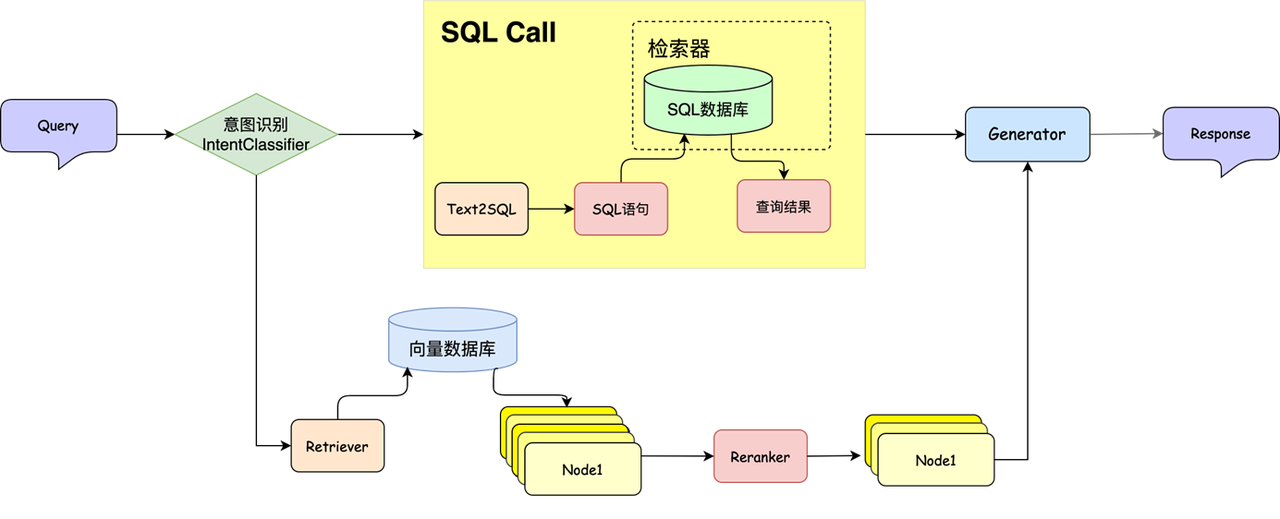 SQL Call
检索器
SQL数据库
Query
意图识别
IntentClassifier
Generator
Response
Text2SQL
SQL语句
查询结果
向量数据库
Retriever
Node1
Reranker
Node1